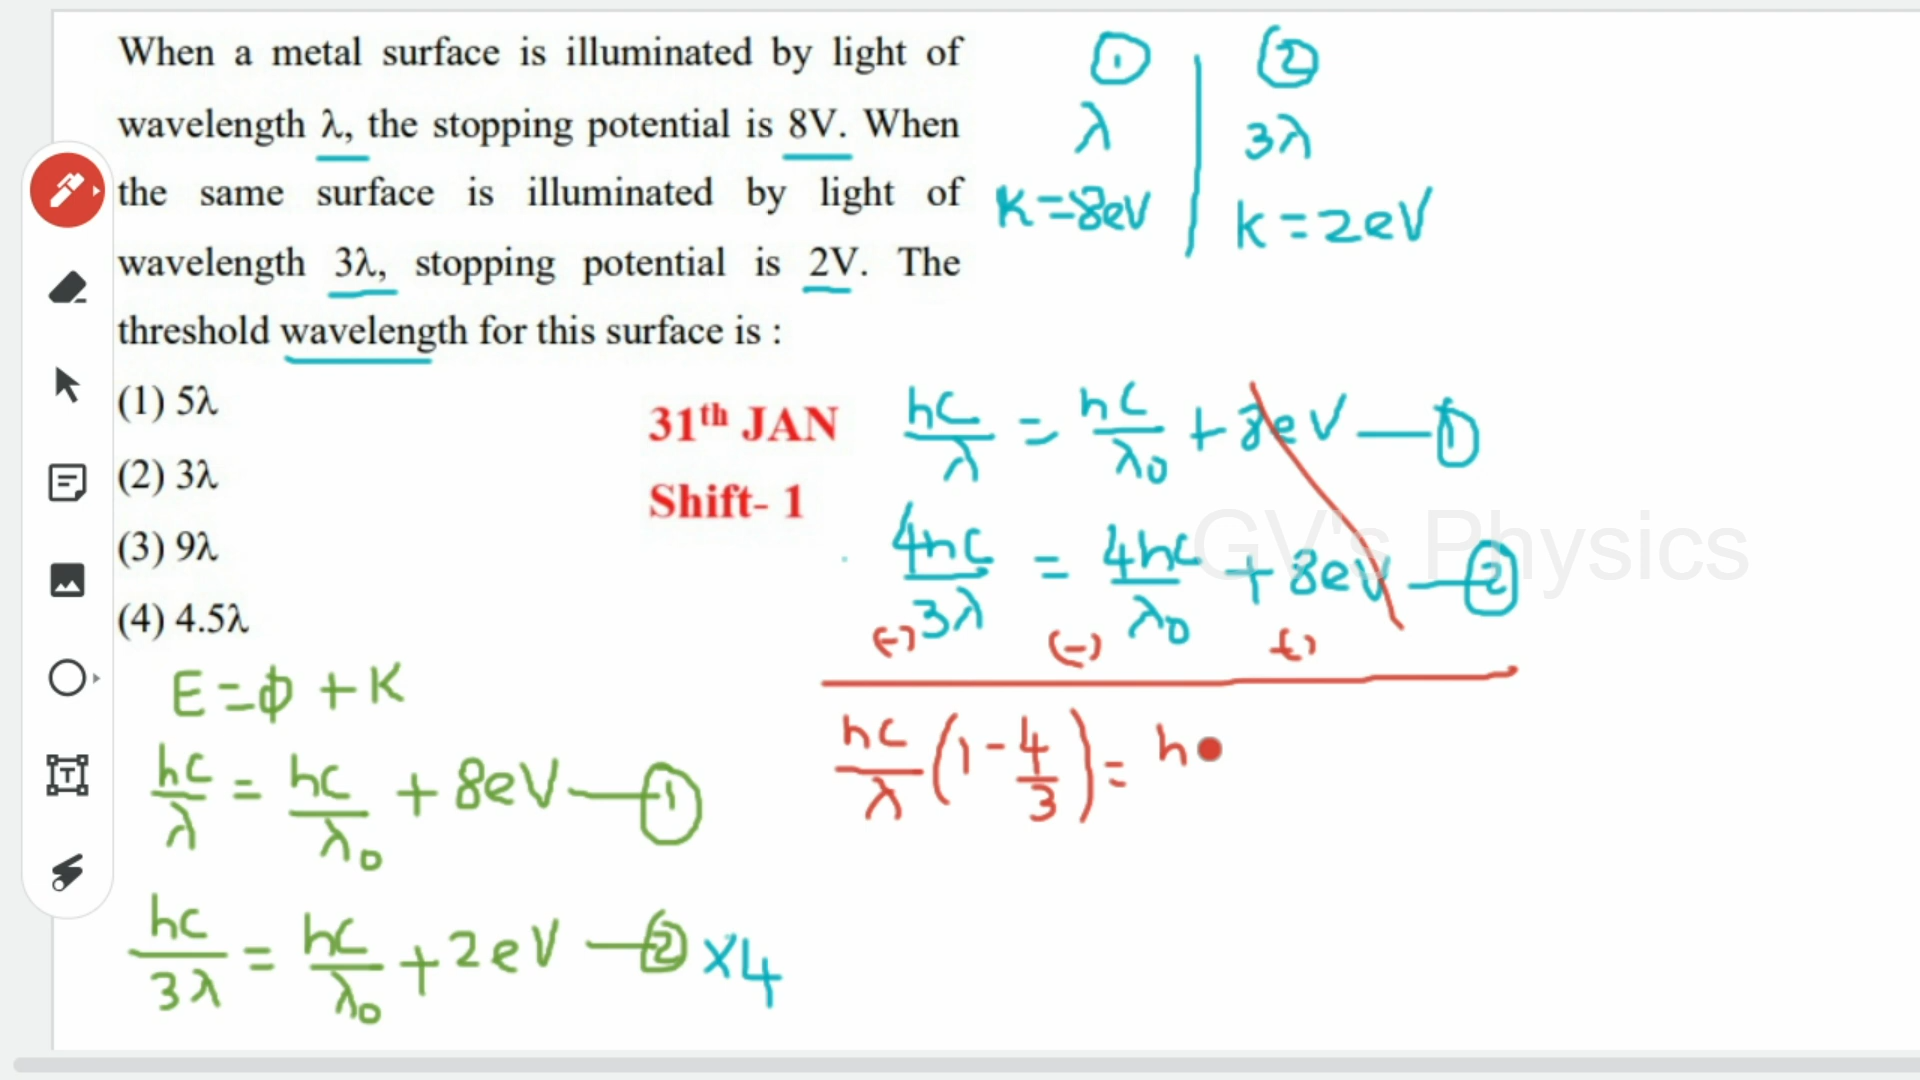 When a metal surface is illuminated by light of
wavelength λ, the stopping potential is 8V. When
the same surface is illuminated by light of
wavelength 3λ, stopping potential is 2V. The
threshold wavelength for this surface is :
(1) 5λ
(2) 3λ
(3) 9λ
(4) 4.5λ
31th JAN
Shift- 1
① ②
λ 3λ
K=8eV K=2eV
E=ϕ+K
hc/λ = hc/λ0 + 8eV — ①
hc/3λ = hc/λ0 + 2eV — ② ×4
hc/λ = hc/λ0 + 8eV — ①
4hc/3λ = 4hc/λ0 + 8eV — ②
(-) (-) (-)
hc/λ (1 - 4/3) = h
GV's Physics
T